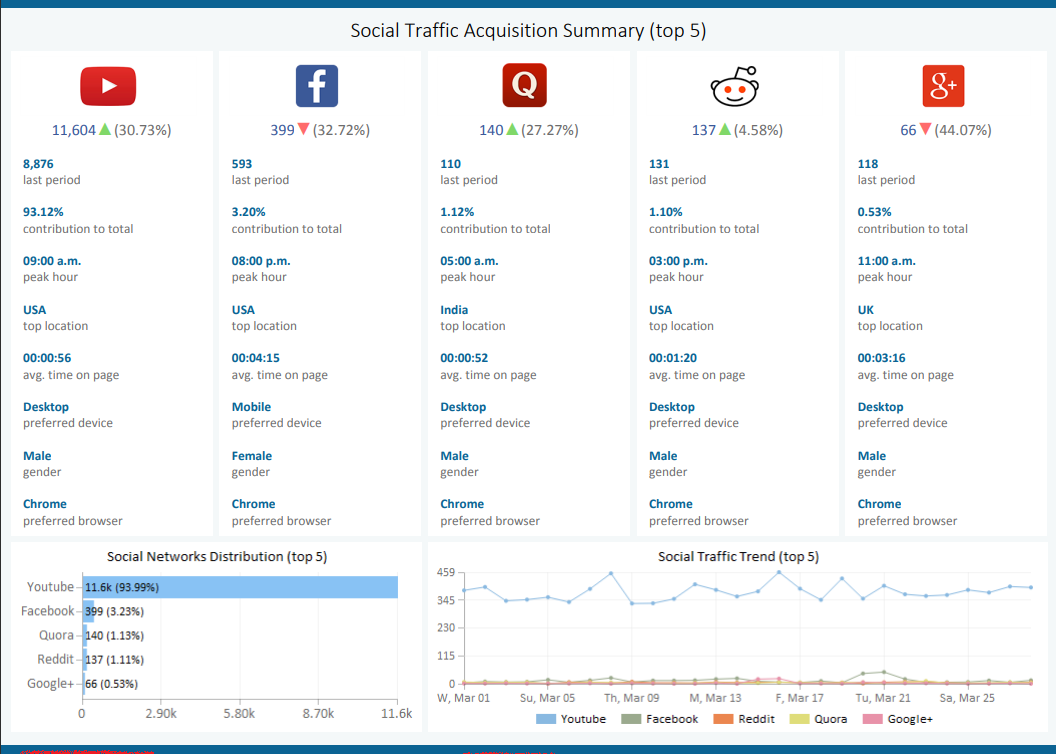 Social Traffic Acquisition Summary (top 5)
11,604 ▲ (30.73%)
8,876
last period
93.12%
contribution to total
09:00 a.m.
peak hour
USA
top location
00:00:56
avg. time on page
Desktop
preferred device
Male
gender
Chrome
preferred browser
f
399 ▼ (32.72%)
593
last period
3.20%
contribution to total
08:00 p.m.
peak hour
USA
top location
00:04:15
avg. time on page
Mobile
preferred device
Female
gender
Chrome
preferred browser
Q
140 ▲ (27.27%)
110
last period
1.12%
contribution to total
05:00 a.m.
peak hour
India
top location
00:00:52
avg. time on page
Desktop
preferred device
Male
gender
Chrome
preferred browser
137 ▲ (4.58%)
131
last period
1.10%
contribution to total
03:00 p.m.
peak hour
USA
top location
00:01:20
avg. time on page
Desktop
preferred device
Male
gender
Chrome
preferred browser
g+
66 ▼ (44.07%)
118
last period
0.53%
contribution to total
11:00 a.m.
peak hour
UK
top location
00:03:16
avg. time on page
Desktop
preferred device
Male
gender
Chrome
preferred browser
Social Networks Distribution (top 5)
Youtube 11.6k (93.99%)
Facebook 399 (3.23%)
Quora 140 (1.13%)
Reddit 137 (1.11%)
Google+ 66 (0.53%)
0 2.90k 5.80k 8.70k 11.6k
Social Traffic Trend (top 5)
459
345
230
115
0
W, Mar 01 Su, Mar 05 Th, Mar 09 M, Mar 13 F, Mar 17 Tu, Mar 21 Sa, Mar 25
Youtube Facebook Reddit Quora Google+